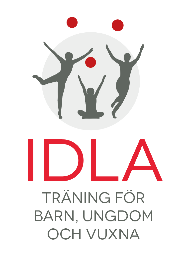 IDLA
TRÄNING FÖR
BARN, UNGDOM
OCH VUXNA